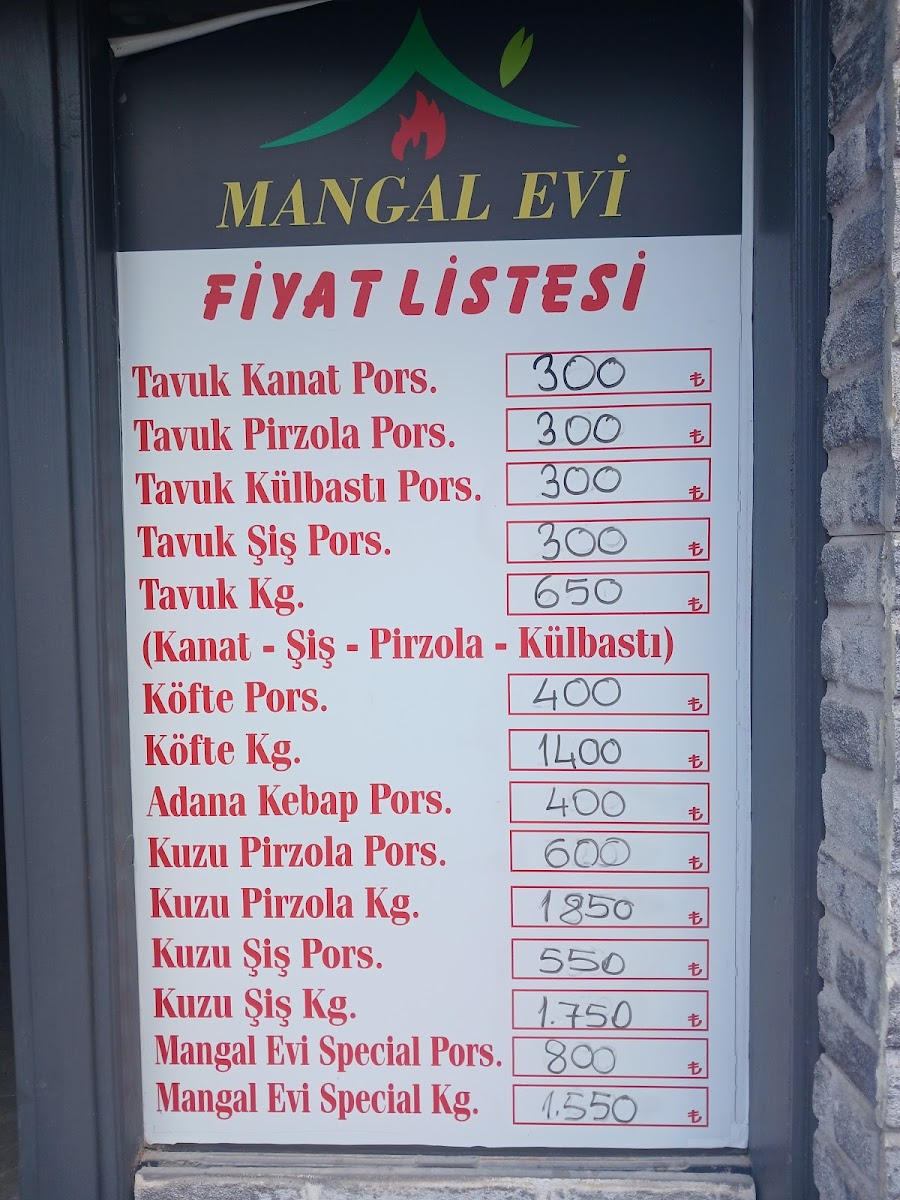 MANGAL EVİ
FİYAT LİSTESİ
Tavuk Kanat Pors. 300 ₺
Tavuk Pirzola Pors. 300 ₺
Tavuk Külbastı Pors. 300 ₺
Tavuk Şiş Pors. 300 ₺
Tavuk Kg. 650 ₺
(Kanat - Şiş - Pirzola - Külbastı)
Köfte Pors. 400 ₺
Köfte Kg. 1400 ₺
Adana Kebap Pors. 400 ₺
Kuzu Pirzola Pors. 600 ₺
Kuzu Pirzola Kg. 1850 ₺
Kuzu Şiş Pors. 550 ₺
Kuzu Şiş Kg. 1.750 ₺
Mangal Evi Special Pors. 800 ₺
Mangal Evi Special Kg. 1.550 ₺